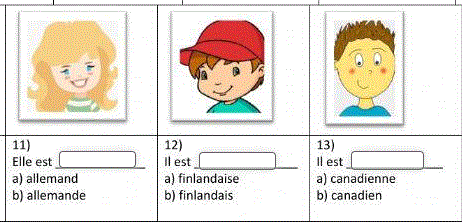 11)
Elle est
a) allemand
b) allemande
12)
Il est
a) finlandaise
b) finlandais
13)
Il est
a) canadienne
b) canadien